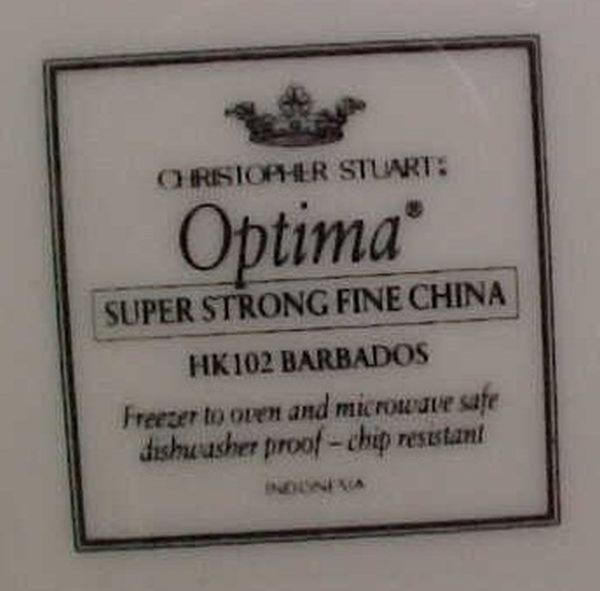 CHRISTOPHER STUART:
Optima®
SUPER STRONG FINE CHINA
HK102 BARBADOS
Freezer to oven and microwave safe
dishwasher proof – chip resistant
INDONESIA